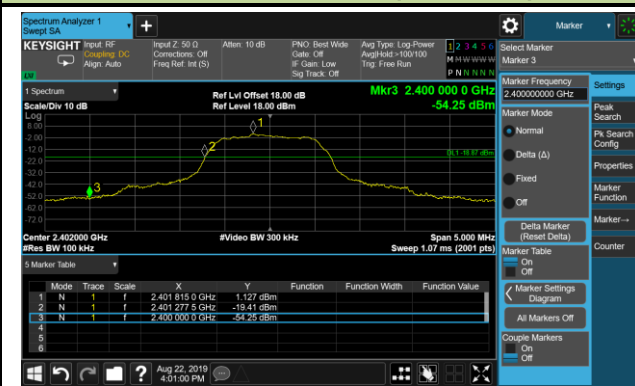 Spectrum Analyzer 1
Swept SA
+
Marker
KEYSIGHT
Input: RF
Coupling: DC
Align: Auto
Input Z: 50 Ω
Corrections: Off
Freq Ref: Int (S)
Atten: 10 dB
PNO: Best Wide
Gate: Off
IF Gain: Low
Sig Track: Off
Avg Type: Log-Power
Avg|Hold:>100/100
Trig: Free Run
1 2 3 4 5 6
M W W W W W
P N N N N N
Select Marker
Marker 3
1 Spectrum
Scale/Div 10 dB
Log
Ref Lvl Offset 18.00 dB
Ref Level 18.00 dBm
Mkr3 2.400 000 0 GHz
-54.25 dBm
8.00
-2.00
-12.0
-22.0
-32.0
-42.0
-52.0
-62.0
-72.0
1
2
3
DL1 -18.87 dBm
Center 2.402000 GHz
#Res BW 100 kHz
#Video BW 300 kHz
Span 5.000 MHz
Sweep 1.07 ms (2001 pts)
5 Marker Table
Mode Trace Scale X Y Function Function Width Function Value
1 N 1 f 2.401 815 0 GHz 1.127 dBm
2 N 1 f 2.401 277 5 GHz -19.41 dBm
3 N 1 f 2.400 000 0 GHz -54.25 dBm
4
5
6
Marker Frequency
2.400000000 GHz
Marker Mode
Normal
Delta (Δ)
Fixed
Off
Delta Marker
(Reset Delta)
Marker Table
On
Off
Marker Settings
Diagram
All Markers Off
Couple Markers
On
Off
Settings
Peak
Search
Pk Search
Config
Properties
Marker
Function
Marker→
Counter
?
Aug 22, 2019
4:01:00 PM